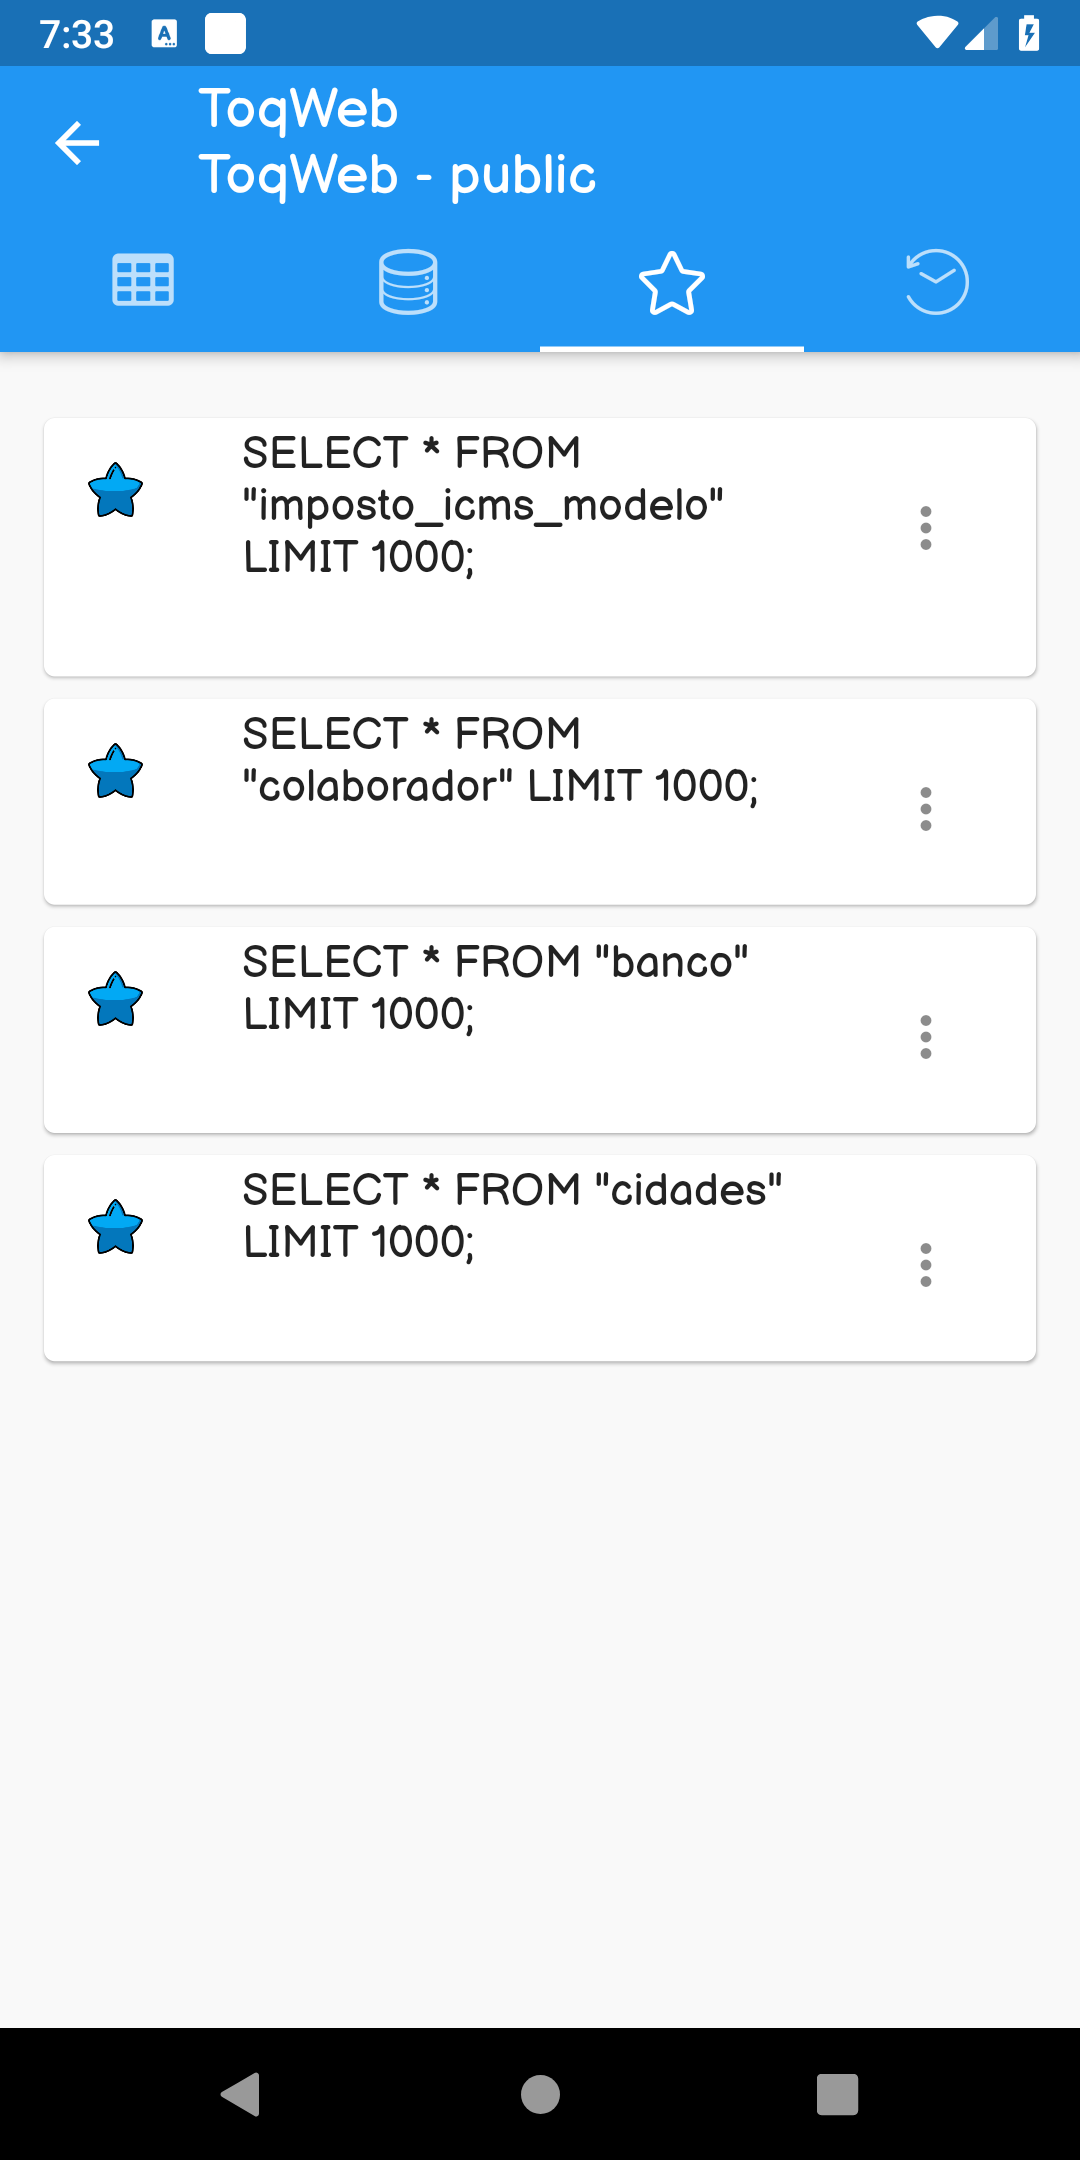 7:33
ToqWeb
ToqWeb - public
SELECT * FROM
"imposto_icms_modelo"
LIMIT 1000;
SELECT * FROM
"colaborador" LIMIT 1000;
SELECT * FROM "banco"
LIMIT 1000;
SELECT * FROM "cidades"
LIMIT 1000;